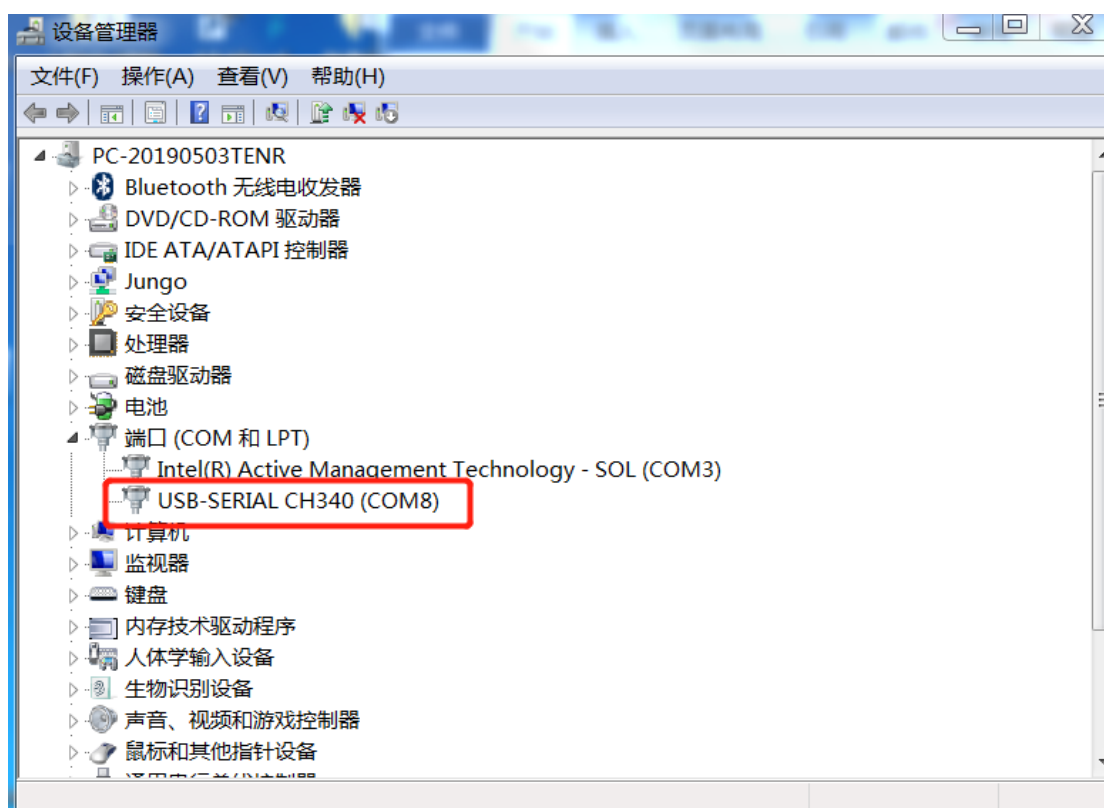 设备管理器
文件(F) 操作(A) 查看(V) 帮助(H)
PC-20190503TENR
Bluetooth 无线电收发器
DVD/CD-ROM 驱动器
IDE ATA/ATAPI 控制器
Jungo
安全设备
处理器
磁盘驱动器
电池
端口 (COM 和 LPT)
Intel(R) Active Management Technology - SOL (COM3)
USB-SERIAL CH340 (COM8)
计算机
监视器
键盘
内存技术驱动程序
人体学输入设备
生物识别设备
声音、视频和游戏控制器
鼠标和其他指针设备